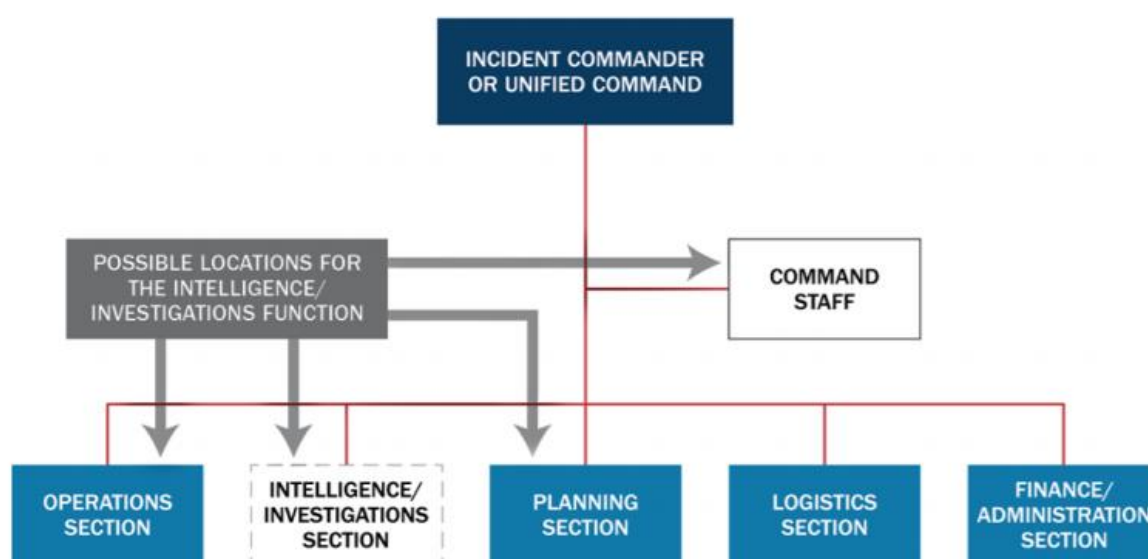 INCIDENT COMMANDER
OR UNIFIED COMMAND
POSSIBLE LOCATIONS FOR
THE INTELLIGENCE/
INVESTIGATIONS FUNCTION
COMMAND
STAFF
OPERATIONS
SECTION
INTELLIGENCE/
INVESTIGATIONS
SECTION
PLANNING
SECTION
LOGISTICS
SECTION
FINANCE/
ADMINISTRATION
SECTION